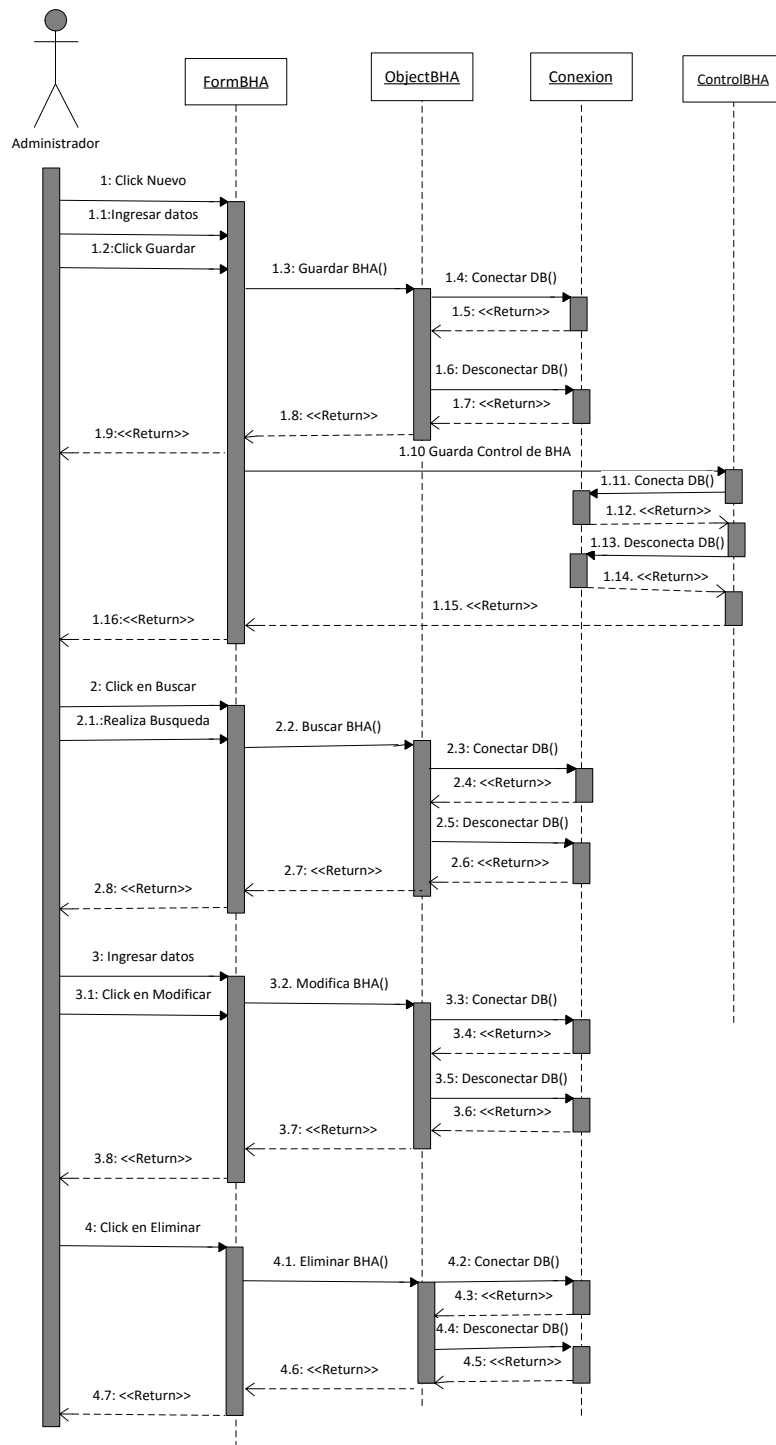 FormBHA
ObjectBHA
Conexion
ControlBHA
Administrador
1: Click Nuevo
1.1:Ingresar datos
1.2:Click Guardar
1.3: Guardar BHA()
1.4: Conectar DB()
1.5: <<Return>>
1.6: Desconectar DB()
1.7: <<Return>>
1.8: <<Return>>
1.9:<<Return>>
1.10 Guarda Control de BHA
1.11. Conecta DB()
1.12. <<Return>>
1.13. Desconecta DB()
1.14. <<Return>>
1.15. <<Return>>
1.16:<<Return>>
2: Click en Buscar
2.1.:Realiza Busqueda
2.2. Buscar BHA()
2.3: Conectar DB()
2.4: <<Return>>
2.5: Desconectar DB()
2.6: <<Return>>
2.7: <<Return>>
2.8: <<Return>>
3: Ingresar datos
3.1: Click en Modificar
3.2. Modifica BHA()
3.3: Conectar DB()
3.4: <<Return>>
3.5: Desconectar DB()
3.6: <<Return>>
3.7: <<Return>>
3.8: <<Return>>
4: Click en Eliminar
4.1. Eliminar BHA()
4.2: Conectar DB()
4.3: <<Return>>
4.4: Desconectar DB()
4.5: <<Return>>
4.6: <<Return>>
4.7: <<Return>>